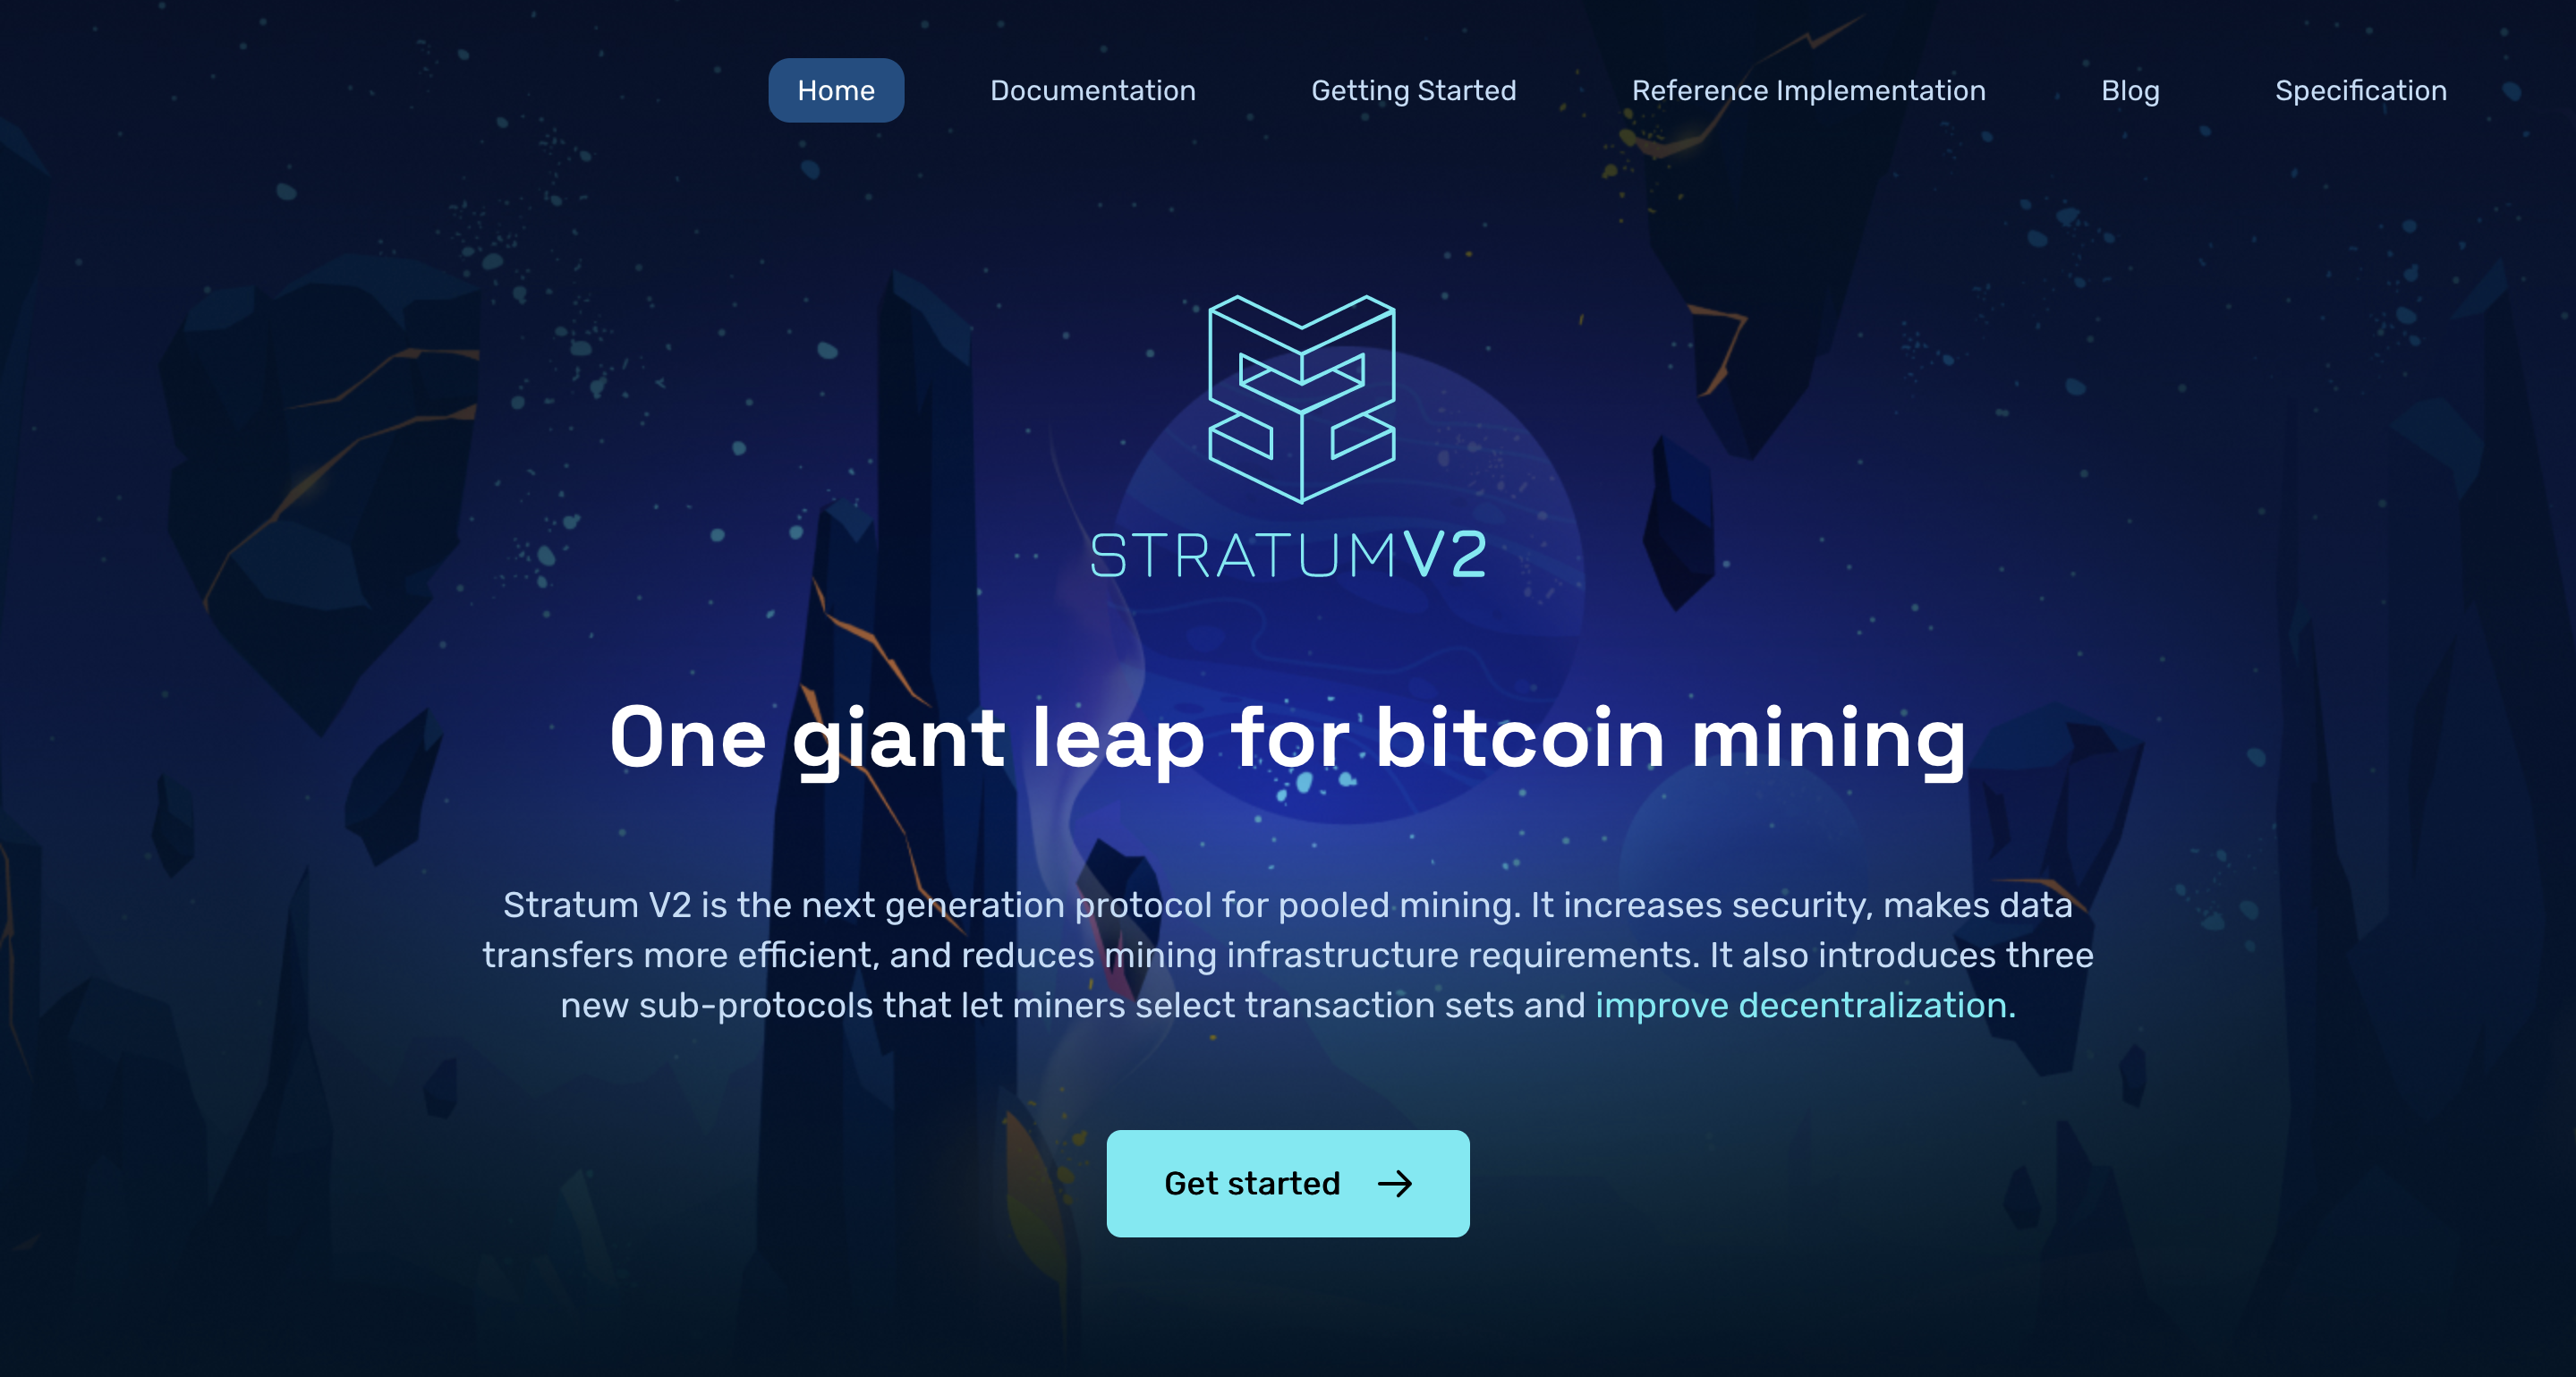 Home Documentation Getting Started Reference Implementation Blog Specification
STRATUMV2
One giant leap for bitcoin mining
Stratum V2 is the next generation protocol for pooled mining. It increases security, makes data
transfers more efficient, and reduces mining infrastructure requirements. It also introduces three
new sub-protocols that let miners select transaction sets and improve decentralization.
Get started